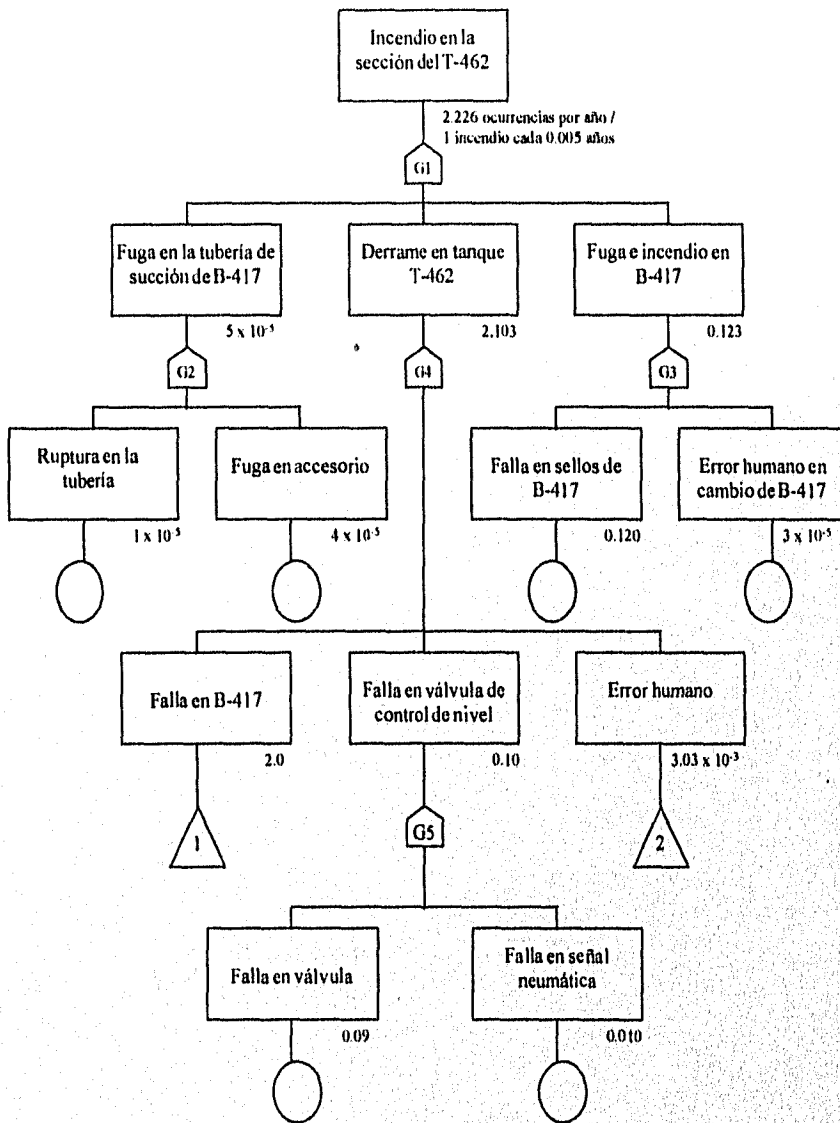 Incendio en la
sección del T-462
2.226 ocurrencias por año /
1 incendio cada 0.005 años
G1
Fuga en la tubería de
succión de B-417
Derrame en tanque
T-462
Fuga e incendio en
B-417
5 x 10⁻⁵
2.103
0.123
G2
G4
G3
Ruptura en la
tubería
Fuga en accesorio
Falla en sellos de
B-417
Error humano en
cambio de B-417
1 x 10⁻⁵
4 x 10⁻⁵
0.120
3 x 10⁻⁵
Falla en B-417
Falla en válvula de
control de nivel
Error humano
2.0
0.10
3.03 x 10⁻³
1
G5
2
Falla en válvula
Falla en señal
neumática
0.09
0.010